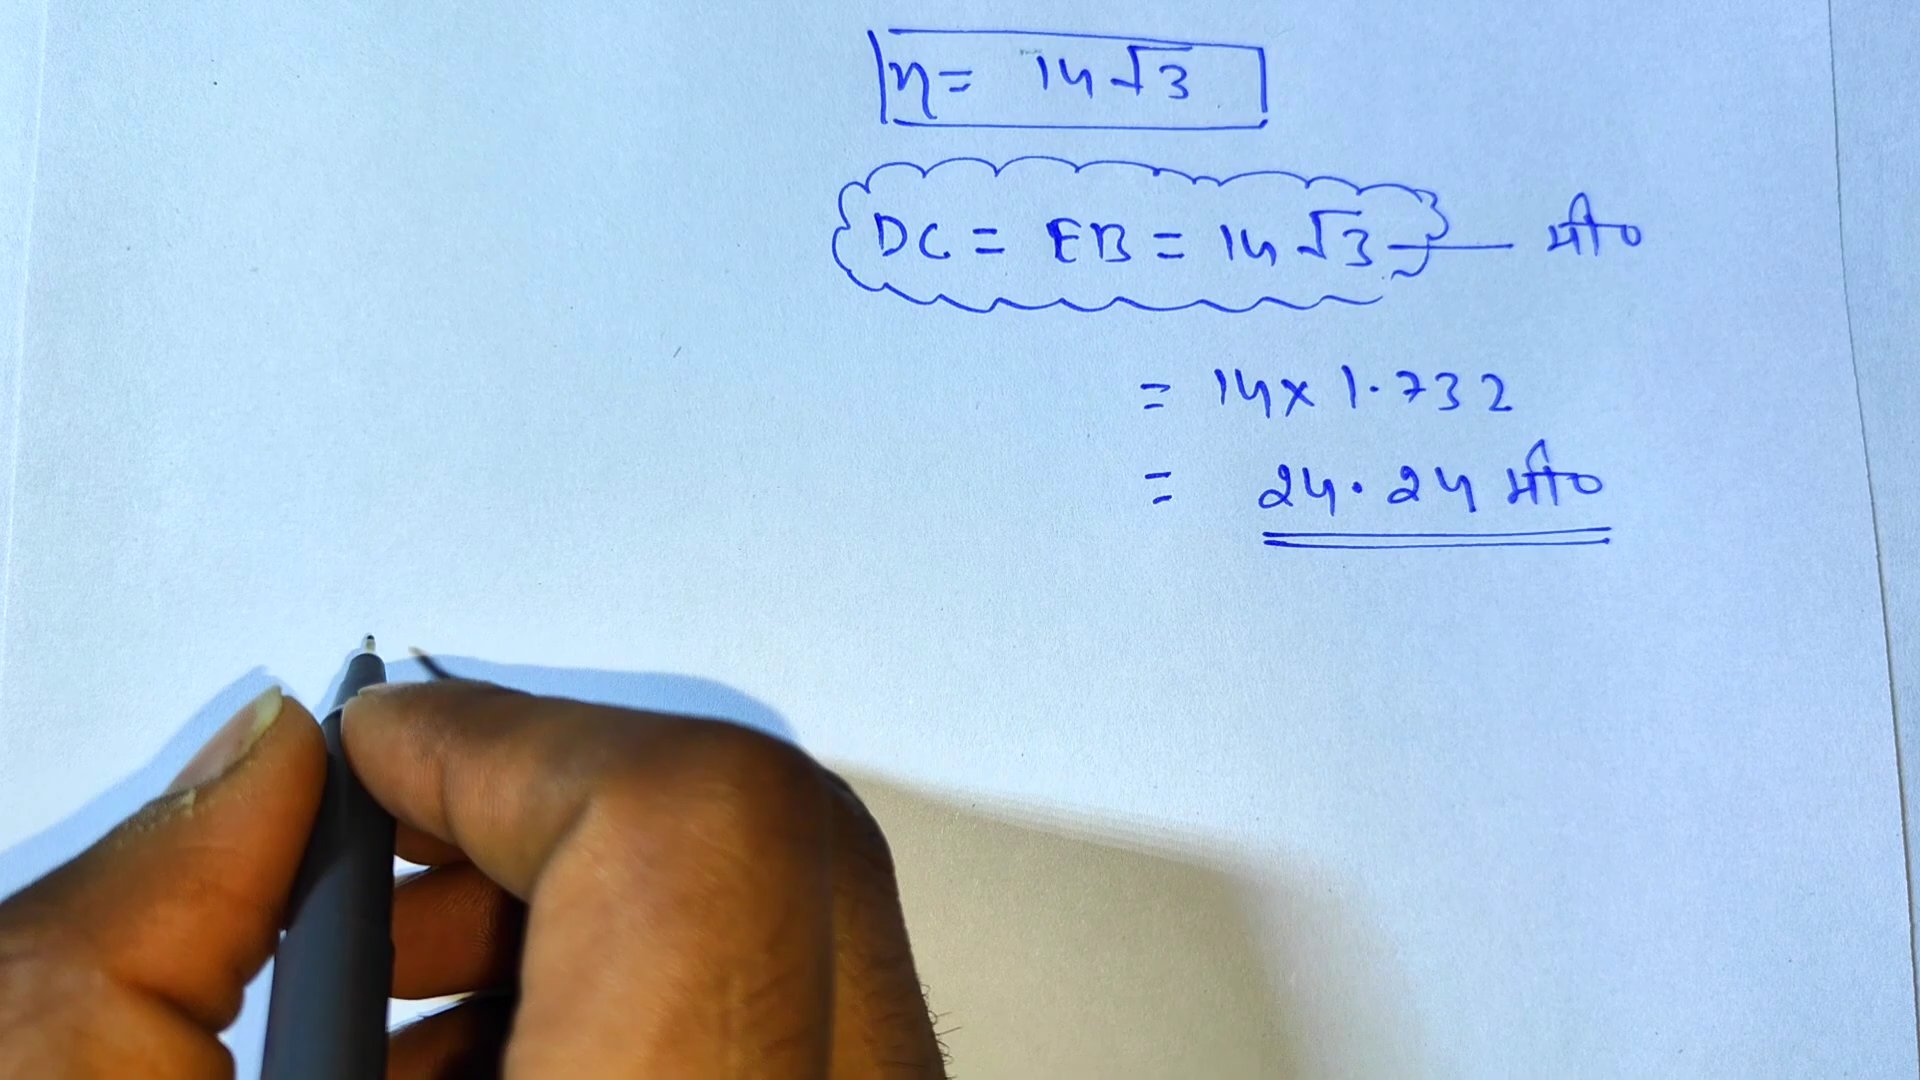 x = 14√3
DC = EB = 14√3 — मी०
= 14 × 1.732
= 24.24 मी०